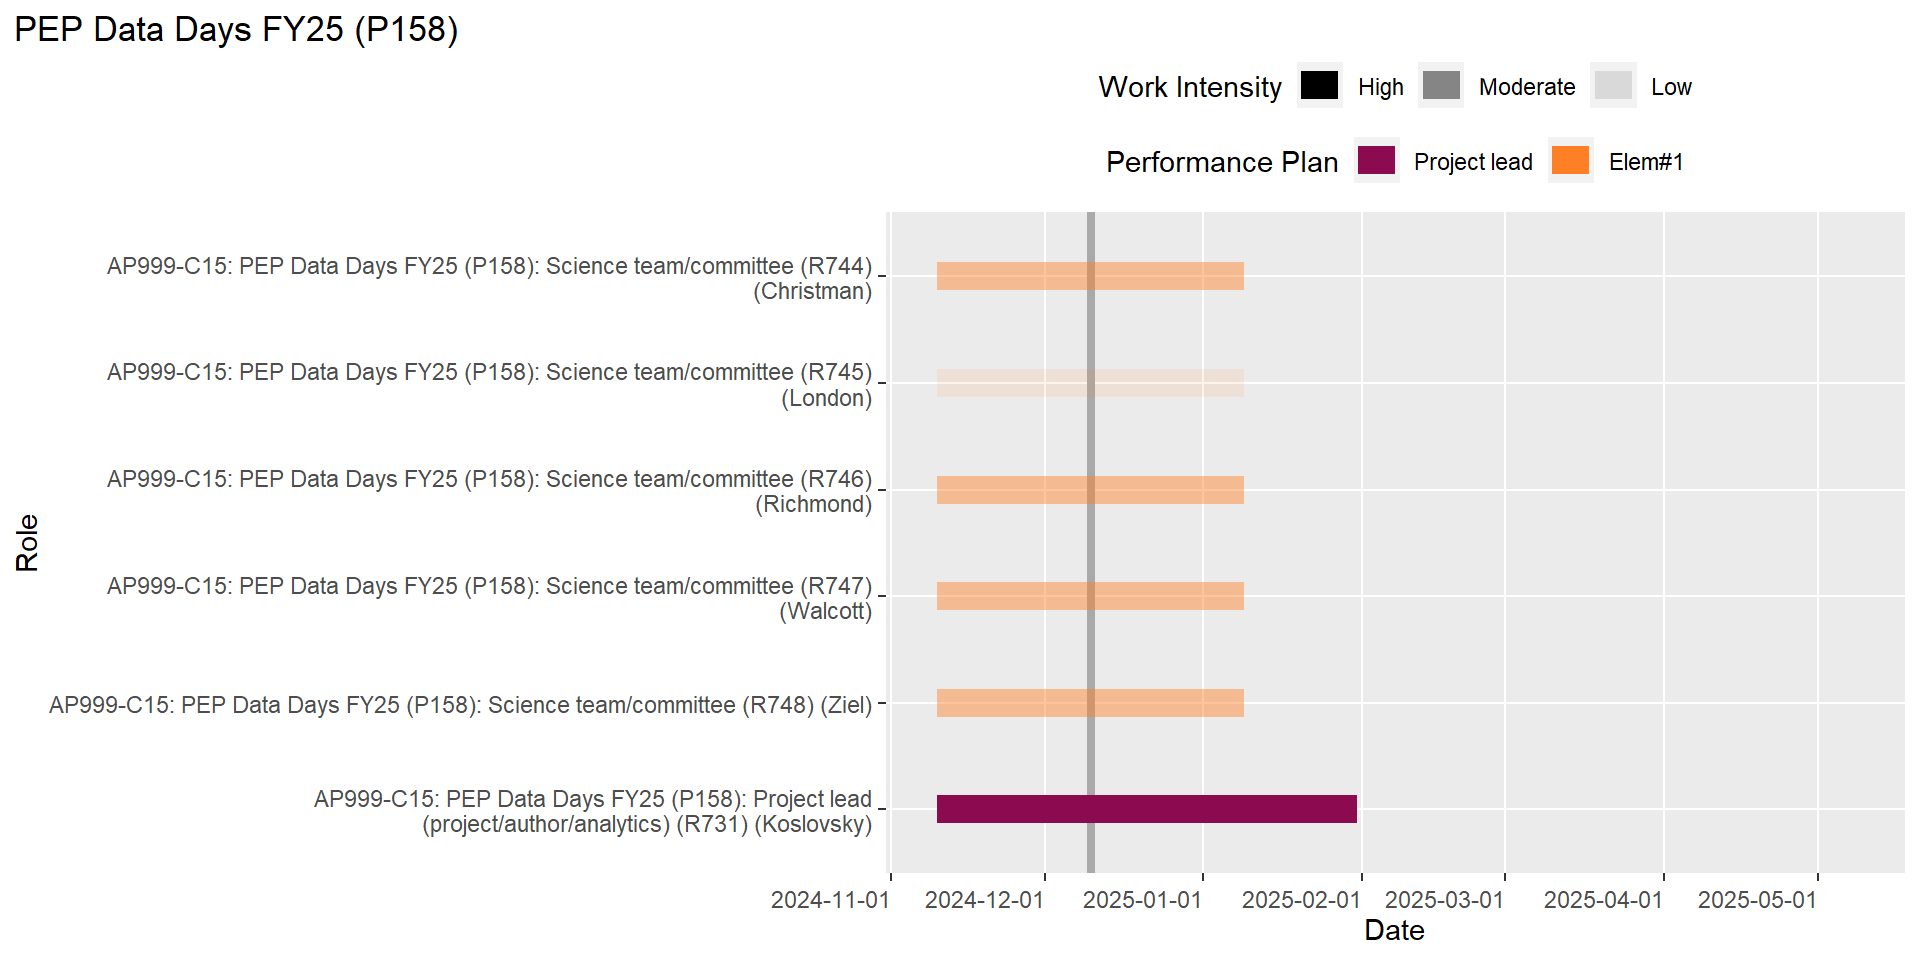 PEP Data Days FY25 (P158)
Work Intensity High Moderate Low
Performance Plan Project lead Elem#1
AP999-C15: PEP Data Days FY25 (P158): Science team/committee (R744)
(Christman)
AP999-C15: PEP Data Days FY25 (P158): Science team/committee (R745)
(London)
AP999-C15: PEP Data Days FY25 (P158): Science team/committee (R746)
(Richmond)
Role
AP999-C15: PEP Data Days FY25 (P158): Science team/committee (R747)
(Walcott)
AP999-C15: PEP Data Days FY25 (P158): Science team/committee (R748) (Ziel)
AP999-C15: PEP Data Days FY25 (P158): Project lead
(project/author/analytics) (R731) (Koslovsky)
2024-11-01 2024-12-01 2025-01-01 2025-02-01 2025-03-01 2025-04-01 2025-05-01
Date